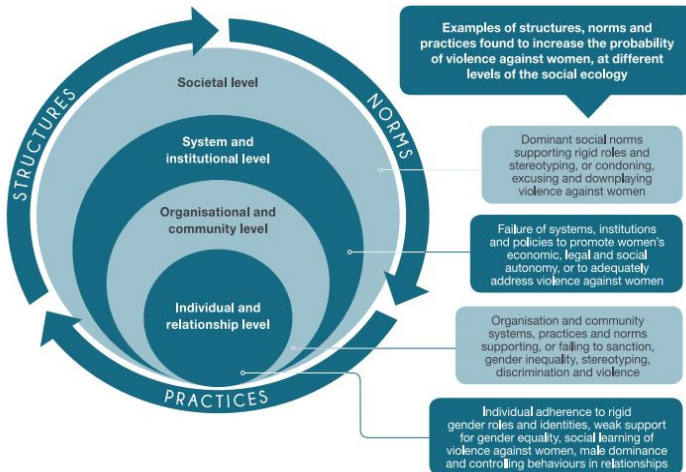 Examples of structures, norms and
practices found to increase the probability
of violence against women, at different
levels of the social ecology
STRUCTURES
NORMS
PRACTICES
Societal level
System and
institutional level
Organisational and
community level
Individual and
relationship level
Dominant social norms
supporting rigid roles and
stereotyping, or condoning,
excusing and downplaying
violence against women
Failure of systems, institutions
and policies to promote women's
economic, legal and social
autonomy, or to adequately
address violence against women
Organisation and community
systems, practices and norms
supporting, or failing to sanction,
gender inequality, stereotyping,
discrimination and violence
Individual adherence to rigid
gender roles and identities, weak support
for gender equality, social learning of
violence against women, male dominance
and controlling behaviours in relationships